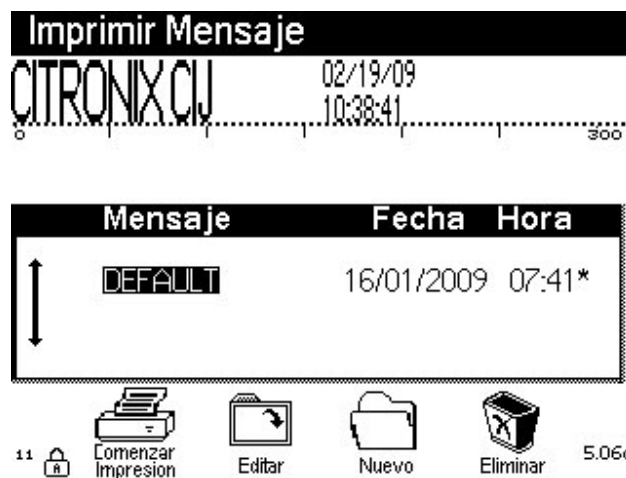 Imprimir Mensaje
CITRONIX CIJ 02/19/09
10:38:41
0 300
Mensaje Fecha Hora
DEFAULT 16/01/2009 07:41*
11 A Comenzar Impresion Editar Nuevo Eliminar